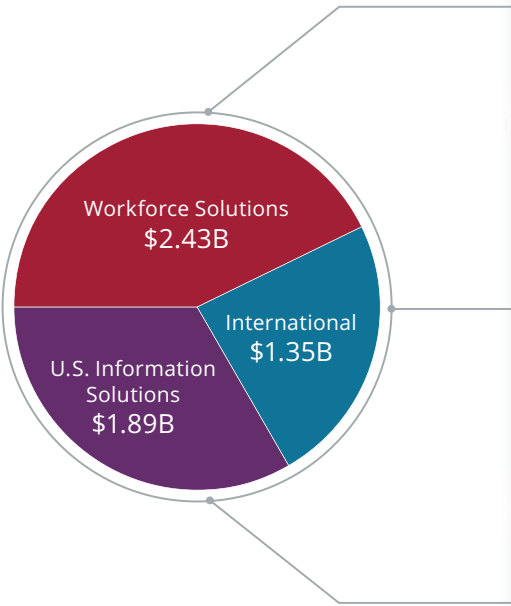 Workforce Solutions
$2.43B
International
$1.35B
U.S. Information
Solutions
$1.89B